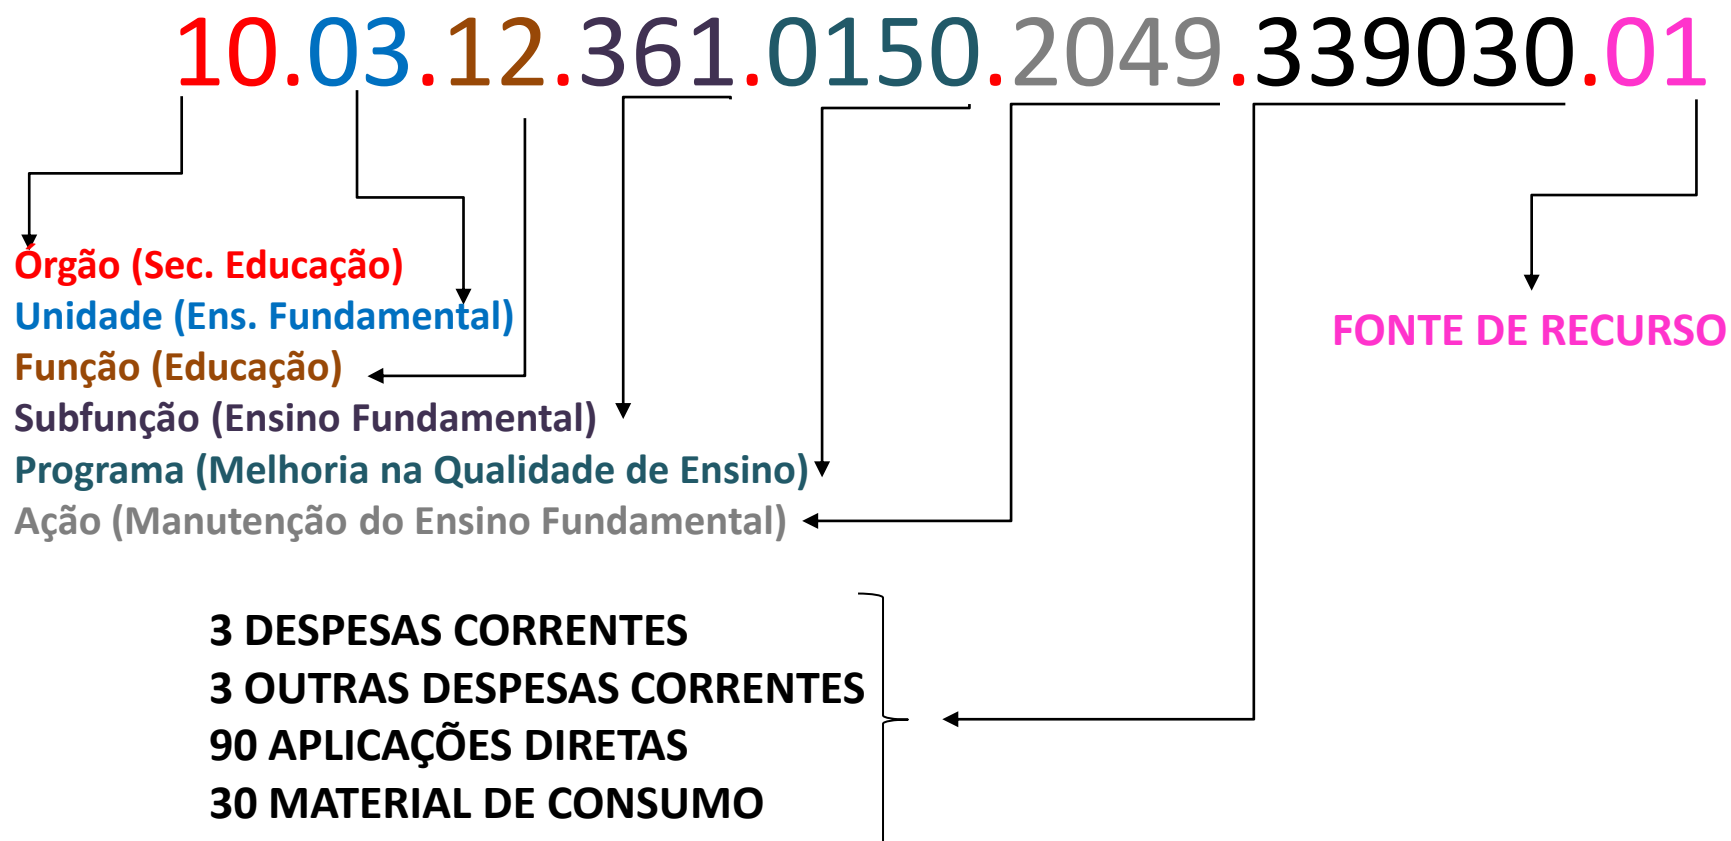 10.03.12.361.0150.2049.339030.01
Órgão (Sec. Educação)
Unidade (Ens. Fundamental)
FONTE DE RECURSO
Função (Educação)
Subfunção (Ensino Fundamental)
Programa (Melhoria na Qualidade de Ensino)
Ação (Manutenção do Ensino Fundamental)
3 DESPESAS CORRENTES
3 OUTRAS DESPESAS CORRENTES
90 APLICAÇÕES DIRETAS
30 MATERIAL DE CONSUMO